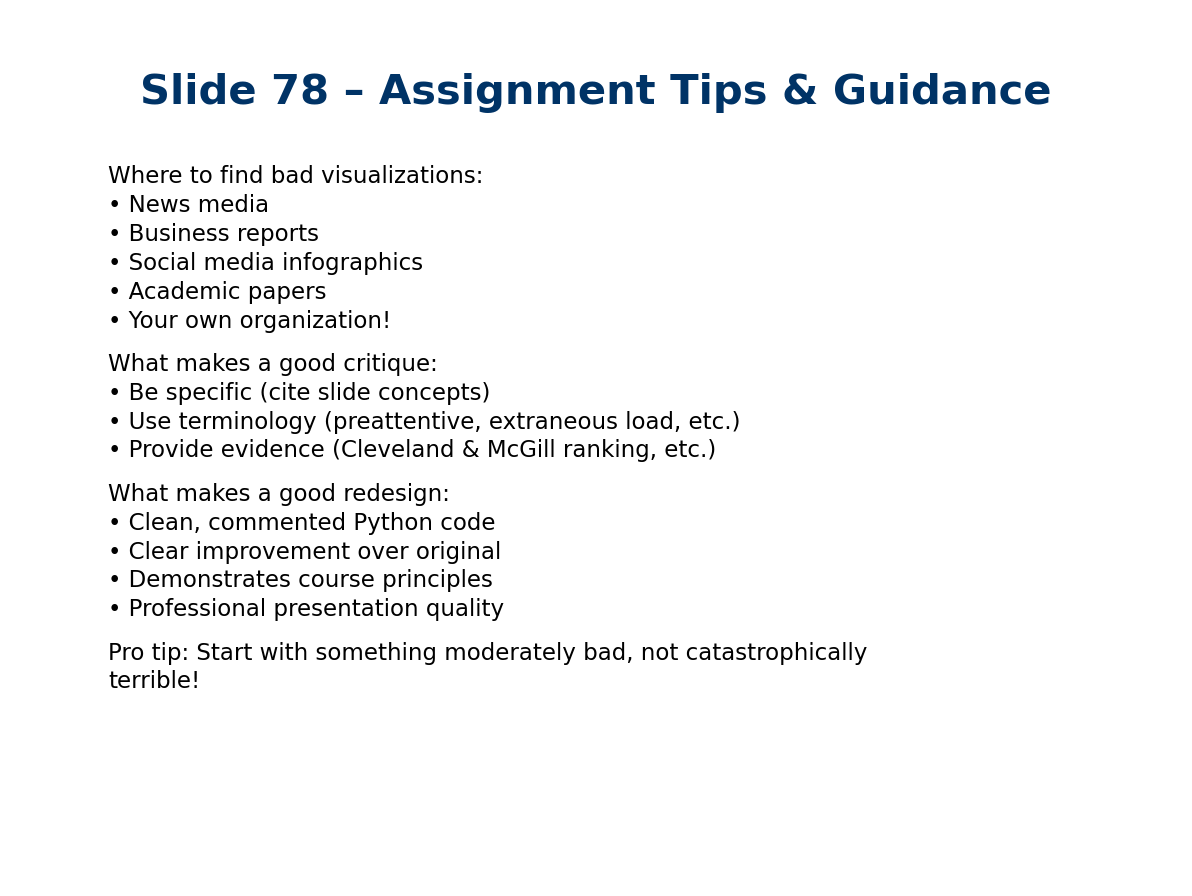 Slide 78 – Assignment Tips & Guidance
Where to find bad visualizations:
• News media
• Business reports
• Social media infographics
• Academic papers
• Your own organization!
What makes a good critique:
• Be specific (cite slide concepts)
• Use terminology (preattentive, extraneous load, etc.)
• Provide evidence (Cleveland & McGill ranking, etc.)
What makes a good redesign:
• Clean, commented Python code
• Clear improvement over original
• Demonstrates course principles
• Professional presentation quality
Pro tip: Start with something moderately bad, not catastrophically
terrible!